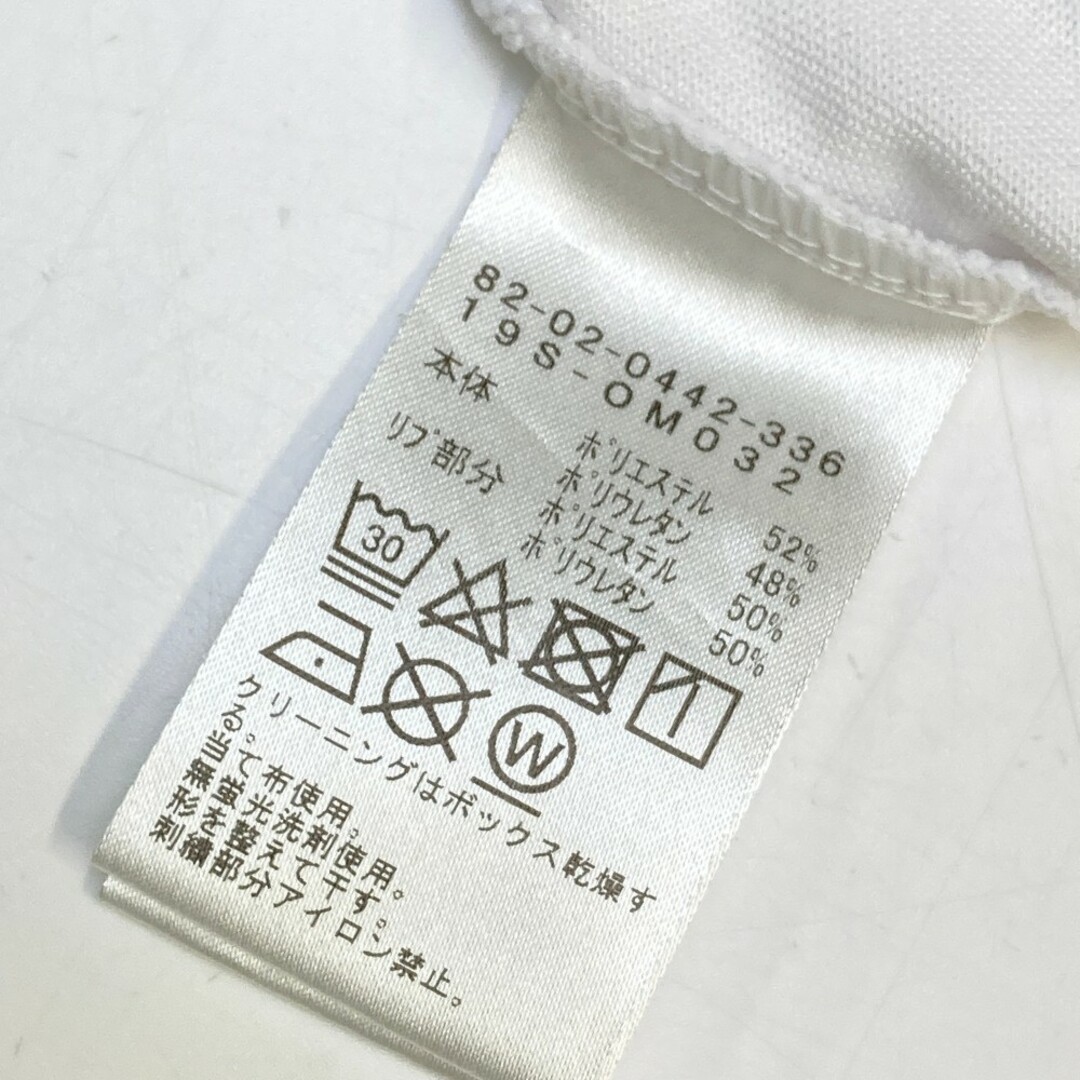 82-02-0442-336
19S-OM032
本体 ポリエステル 52%
ポリウレタン 48%
リブ部分 ポリエステル 50%
ポリウレタン 50%
30
W
クリーニングはボックス乾燥す
る。
当て布使用。
無蛍光洗剤使用。
形を整えて干す。
刺繍部分アイロン禁止。